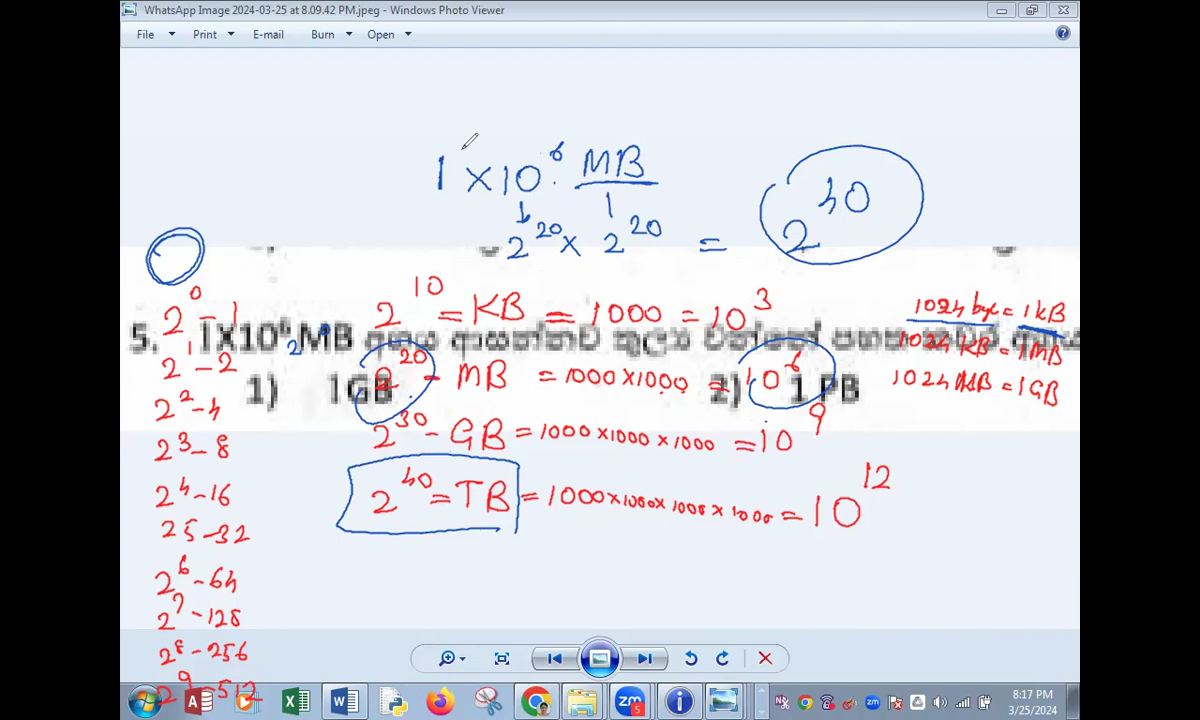 WhatsApp Image 2024-03-25 at 8.09.42 PM.jpeg - Windows Photo Viewer
File Print E-mail Burn Open
1 × 10⁶ MB
2²⁰ × 2²⁰ = 2⁴⁰
2¹⁰ = KB = 1000 = 10³
1024 byte = 1KB
5. 1X10⁶ MB
1024 KB = 1MB
2²⁰ - MB = 1000×1000 = 10⁶
1024 MB = 1GB
1) 1GB 2) 1 PB
2³⁰ - GB = 1000×1000×1000 = 10⁹
2⁴⁰ = TB = 1000×1000×1000×1000 = 10¹²
2⁰ - 1
2¹ - 2
2² - 4
2³ - 8
2⁴ - 16
25 - 32
2⁶ - 64
2⁷ - 128
2⁸ - 256
2⁹ - 512
8:17 PM
3/25/2024